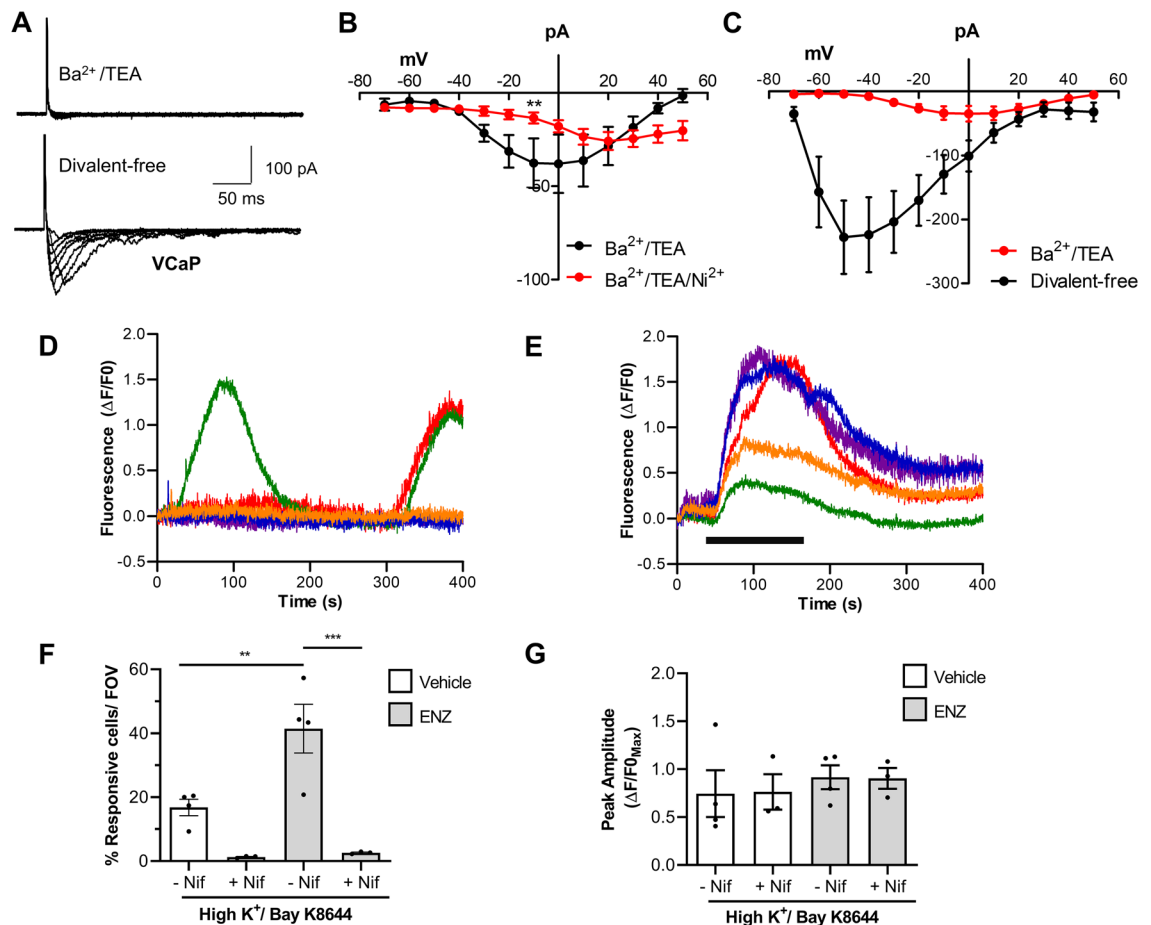 A
Ba²⁺/TEA
Divalent-free
100 pA
50 ms
VCaP
B
pA
mV
-80 -60 -40 -20 20 40 60
**
-50
-100
Ba²⁺/TEA
Ba²⁺/TEA/Ni²⁺
C
pA
mV
-80 -60 -40 -20 20 40 60
-100
-200
-300
Ba²⁺/TEA
Divalent-free
D
Fluorescence (ΔF/F0)
2.0
1.5
1.0
0.5
0.0
-0.5
0 100 200 300 400
Time (s)
E
Fluorescence (ΔF/F0)
2.0
1.5
1.0
0.5
0.0
-0.5
0 100 200 300 400
Time (s)
F
% Responsive cells/ FOV
60
40
20
0
**
***
Vehicle
ENZ
- Nif + Nif - Nif + Nif
High K⁺/ Bay K8644
G
Peak Amplitude
(ΔF/F0Max)
2.0
1.5
1.0
0.5
0.0
Vehicle
ENZ
- Nif + Nif - Nif + Nif
High K⁺/ Bay K8644